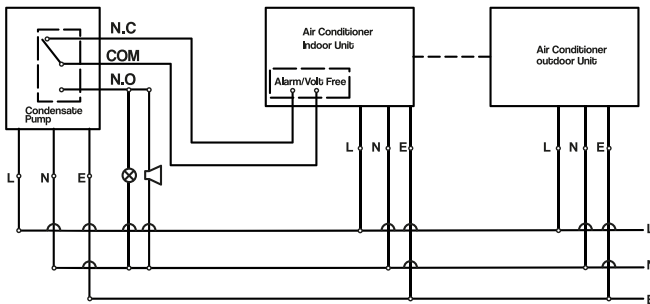 N.C
COM
N.O
Condensate
Pump
Air Conditioner
Indoor Unit
Alarm/Volt Free
Air Conditioner
outdoor Unit
L N E
L N E
L N E
L
N
E